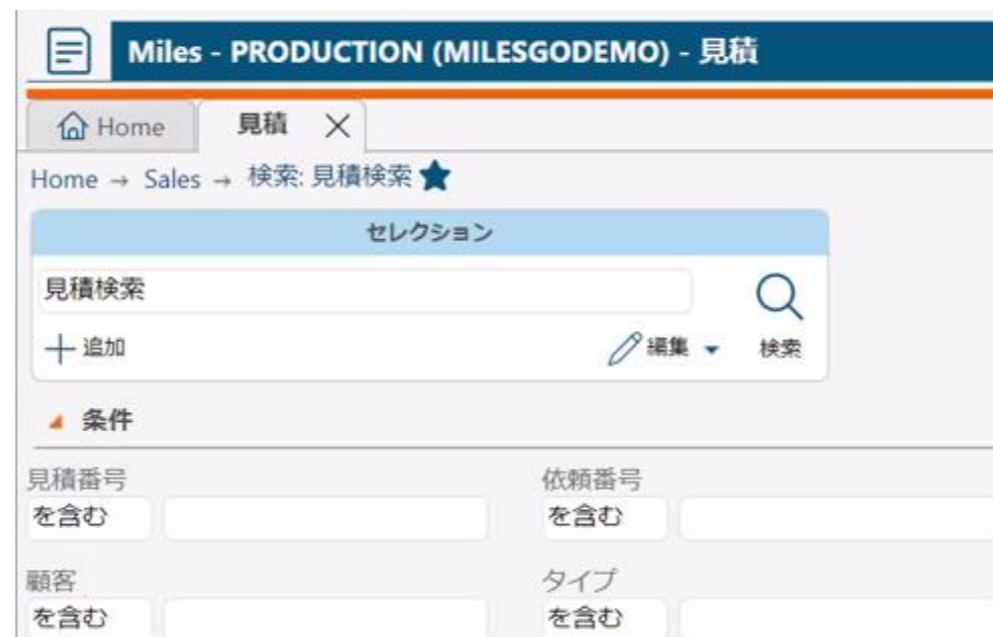 Miles - PRODUCTION (MILESGODEMO) - 見積
Home 見積
Home → Sales → 検索: 見積検索
セレクション
見積検索
追加 編集 検索
条件
見積番号 依頼番号
を含む を含む
顧客 タイプ
を含む を含む